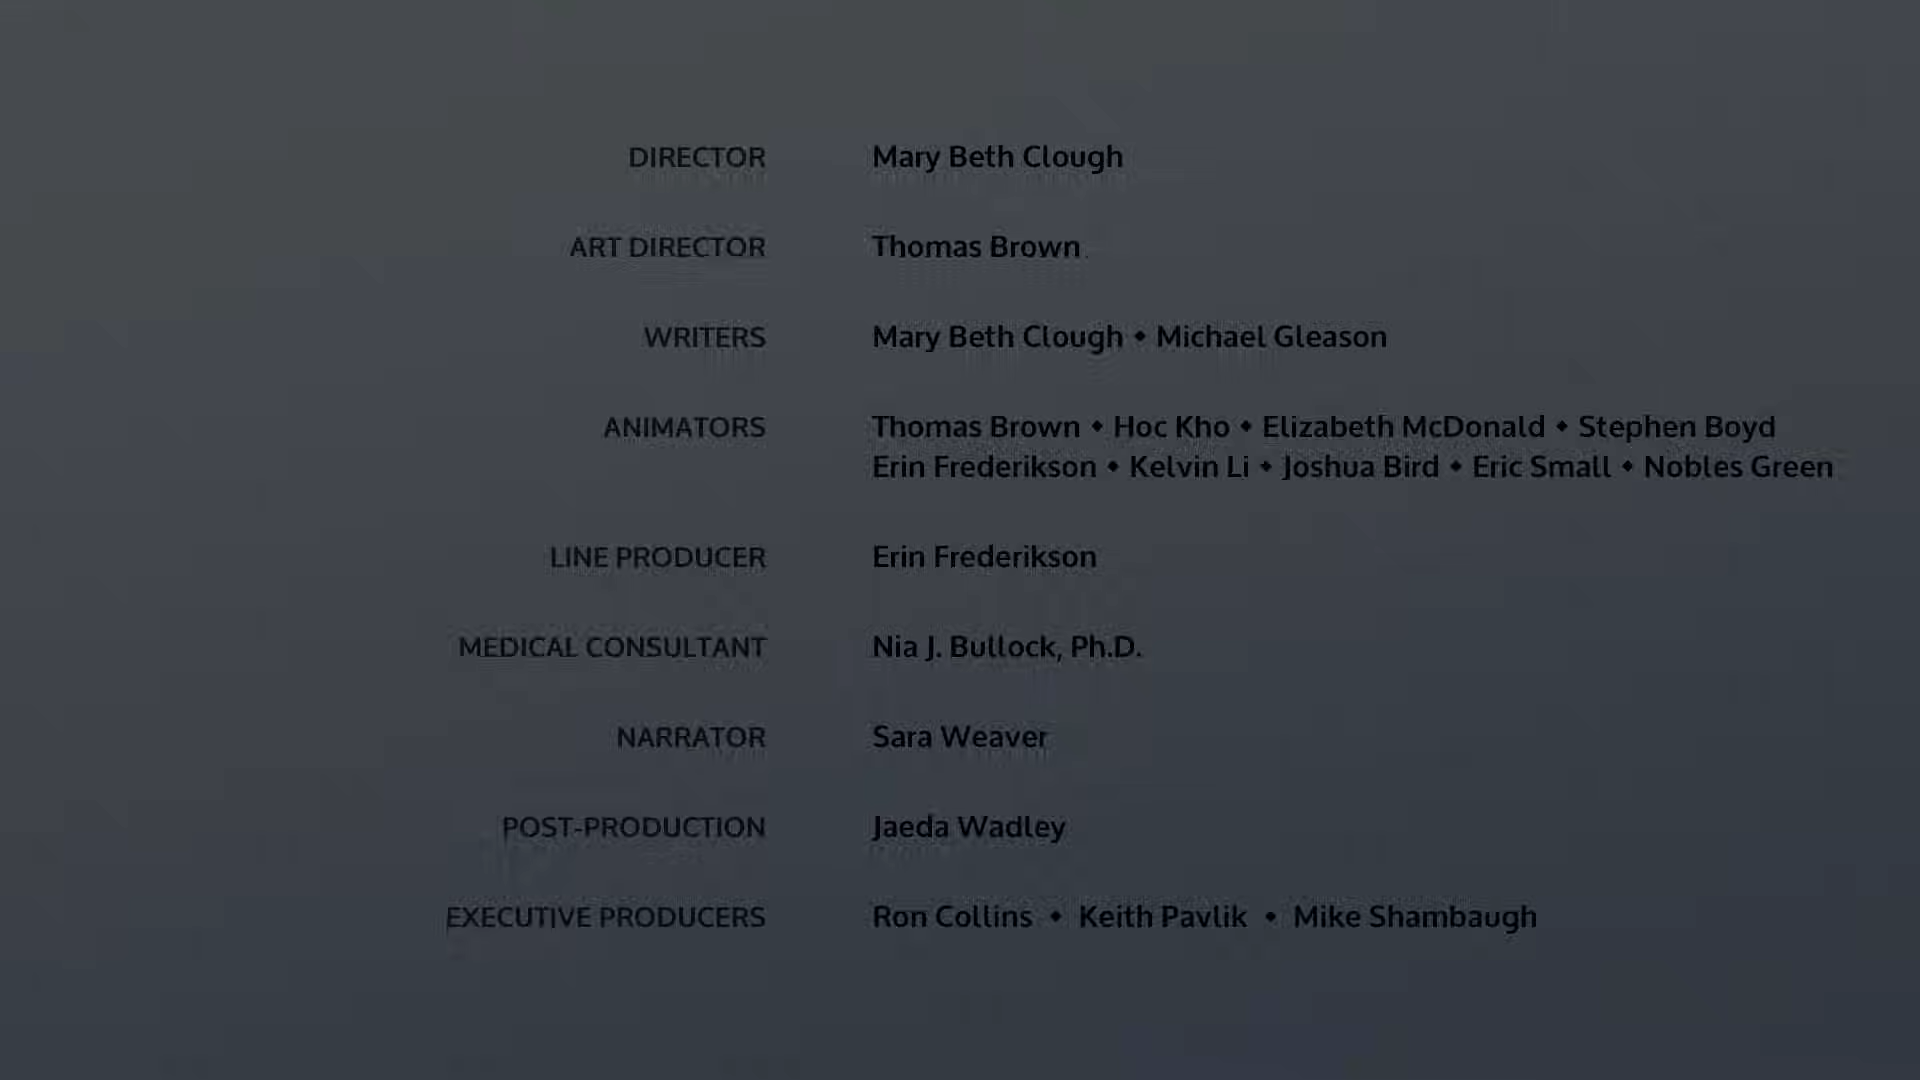 DIRECTOR Mary Beth Clough
ART DIRECTOR Thomas Brown
WRITERS Mary Beth Clough • Michael Gleason
ANIMATORS Thomas Brown • Hoc Kho • Elizabeth McDonald • Stephen Boyd
Erin Frederikson • Kelvin Li • Joshua Bird • Eric Small • Nobles Green
LINE PRODUCER Erin Frederikson
MEDICAL CONSULTANT Nia J. Bullock, Ph.D.
NARRATOR Sara Weaver
POST-PRODUCTION Jaeda Wadley
EXECUTIVE PRODUCERS Ron Collins • Keith Pavlik • Mike Shambaugh